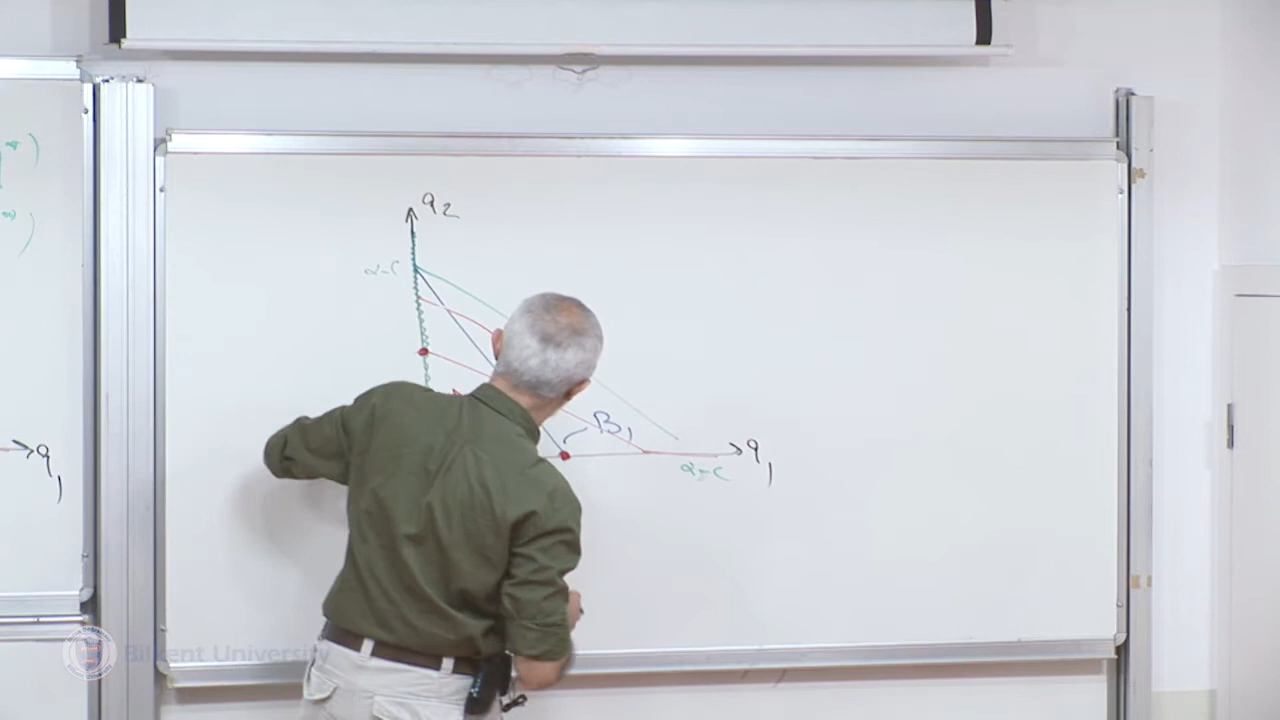 q2
α-c
B1
q1
α-c
q1
Bilkent University